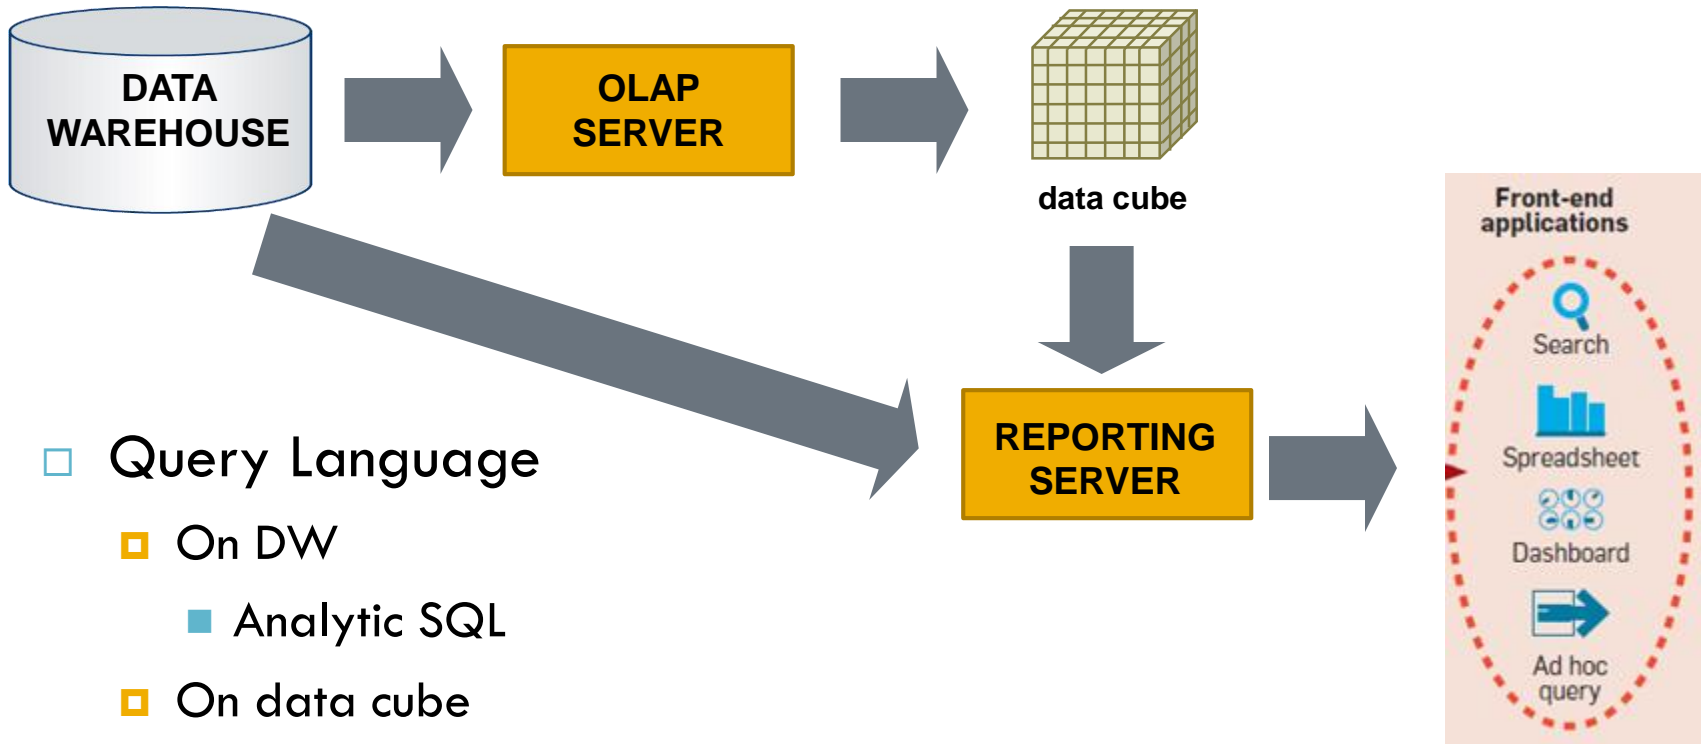 DATA
WAREHOUSE
OLAP
SERVER
data cube
Front-end
applications
Search
Spreadsheet
Dashboard
Ad hoc
query
REPORTING
SERVER
Query Language
On DW
Analytic SQL
On data cube